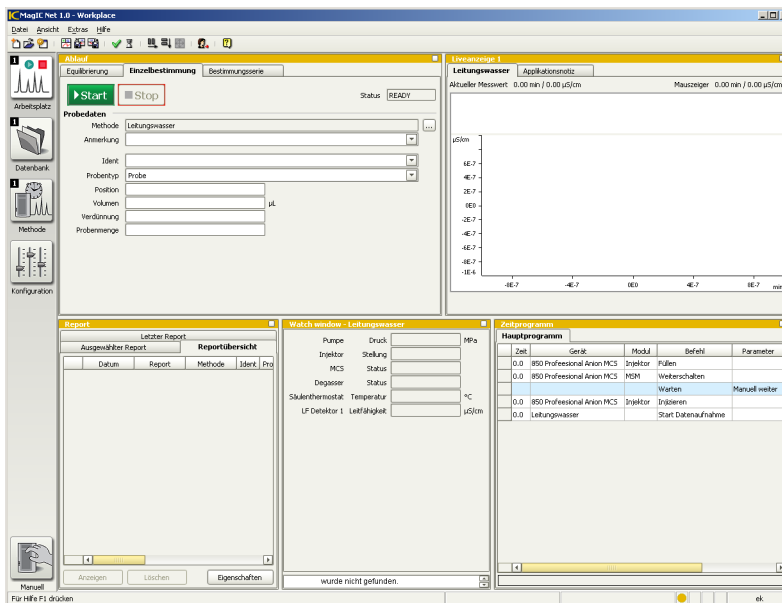 MagIC Net 1.0 - Workplace
Datei Ansicht Extras Hilfe
1
Arbeitsplatz
1
Datenbank
1
Methode
Konfiguration
Manuell
Ablauf
Equilibrierung Einzelbestimmung Bestimmungsserie
Start Stop Status READY
Probedaten
Methode Leitungswasser ...
Anmerkung
Ident
Probentyp Probe
Position
Volumen µL
Verdünnung
Probenmenge
Liveanzeige 1
Leitungswasser Applikationsnotiz
Aktueller Messwert 0.00 min / 0.00 µS/cm Mauszeiger 0.00 min / 0.00 µS/cm
µS/cm
6E-7
4E-7
2E-7
0E0
-2E-7
-4E-7
-6E-7
-8E-7
-1E-6
-8E-7 -4E-7 0E0 4E-7 8E-7 min
Report
Letzter Report
Ausgewählter Report Reportübersicht
Datum Report Methode Ident Pro
Anzeigen Löschen Eigenschaften
Watch window - Leitungswasser
Pumpe Druck MPa
Injektor Stellung
MCS Status
Degasser Status
Säulenthermostat Temperatur °C
LF Detektor 1 Leitfähigkeit µS/cm
wurde nicht gefunden.
Zeitprogramm
Hauptprogramm
Zeit Gerät Modul Befehl Parameter
0.0 850 Profeesional Anion MCS Injektor Füllen
0.0 850 Profeesional Anion MCS MSM Weiterschalten
Warten Manuell weiter
0.0 850 Profeesional Anion MCS Injektor Injizieren
0.0 Leitungswasser Start Datenaufnahme
Für Hilfe F1 drücken ek